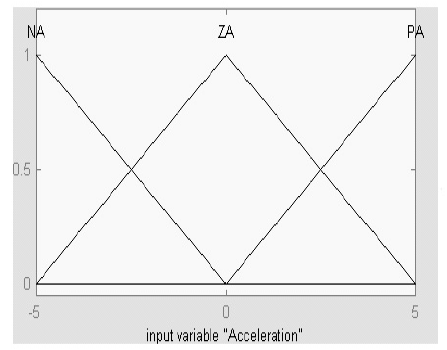 NA ZA PA
1
0.5
0
-5 0 5
input variable "Acceleration"